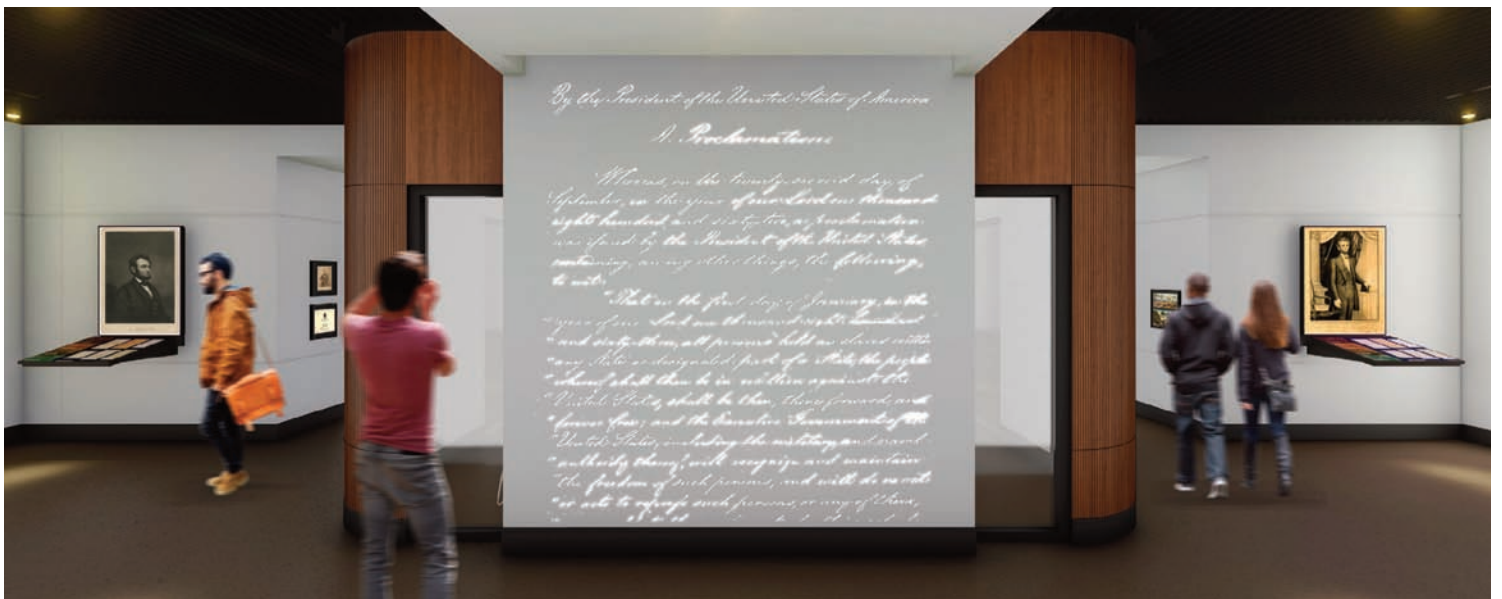 By the President of the United States of America
A Proclamation
Whereas, on the twenty-second day of
September, in the year of our Lord one thousand
eight hundred and sixty-two, a proclamation
was issued by the President of the United States,
containing, among other things, the following,
to wit:
"That on the first day of January, in the
"year of our Lord one thousand eight hundred
"and sixty-three, all persons held as slaves within
"any State or designated part of a State, the people
"whereof shall then be in rebellion against the
"United States, shall be then, thenceforward, and
"forever free; and the Executive Government of the
"United States, including the military and naval
"authority thereof, will recognize and maintain
"the freedom of such persons, and will do no act
"or acts to repress such persons, or any of them,